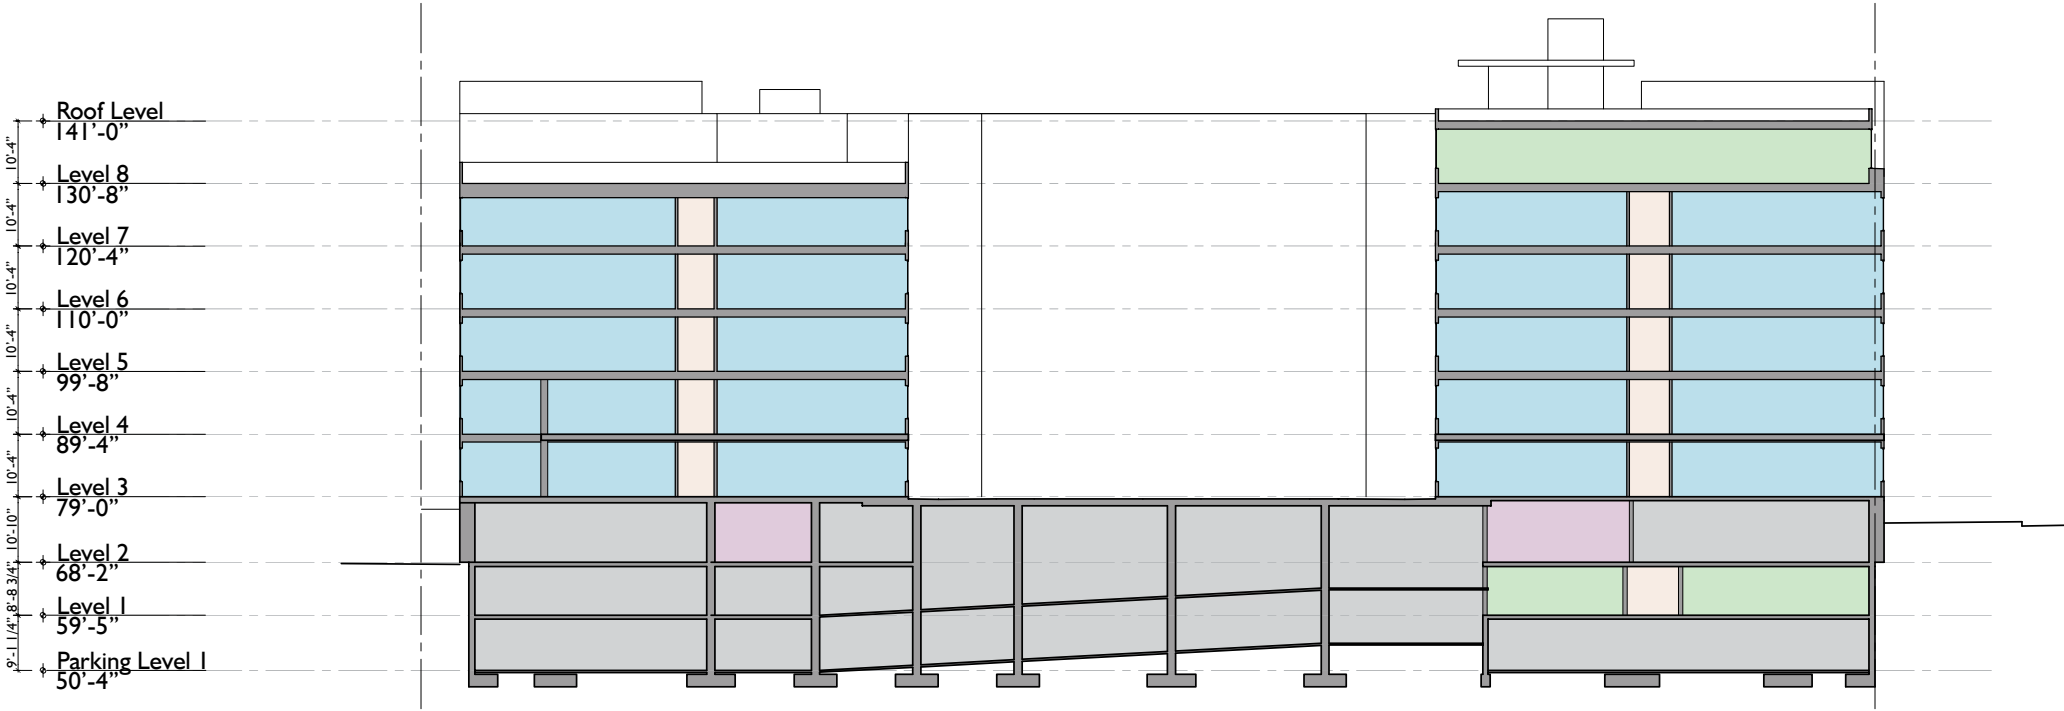 Roof Level
141’-0”
10’-4”
Level 8
130’-8”
10’-4”
Level 7
120’-4”
10’-4”
Level 6
110’-0”
10’-4”
Level 5
99’-8”
10’-4”
Level 4
89’-4”
10’-4”
Level 3
79’-0”
10’-10”
Level 2
68’-2”
8’-8 3/4”
Level 1
59’-5”
9’-1 1/4”
Parking Level 1
50’-4”